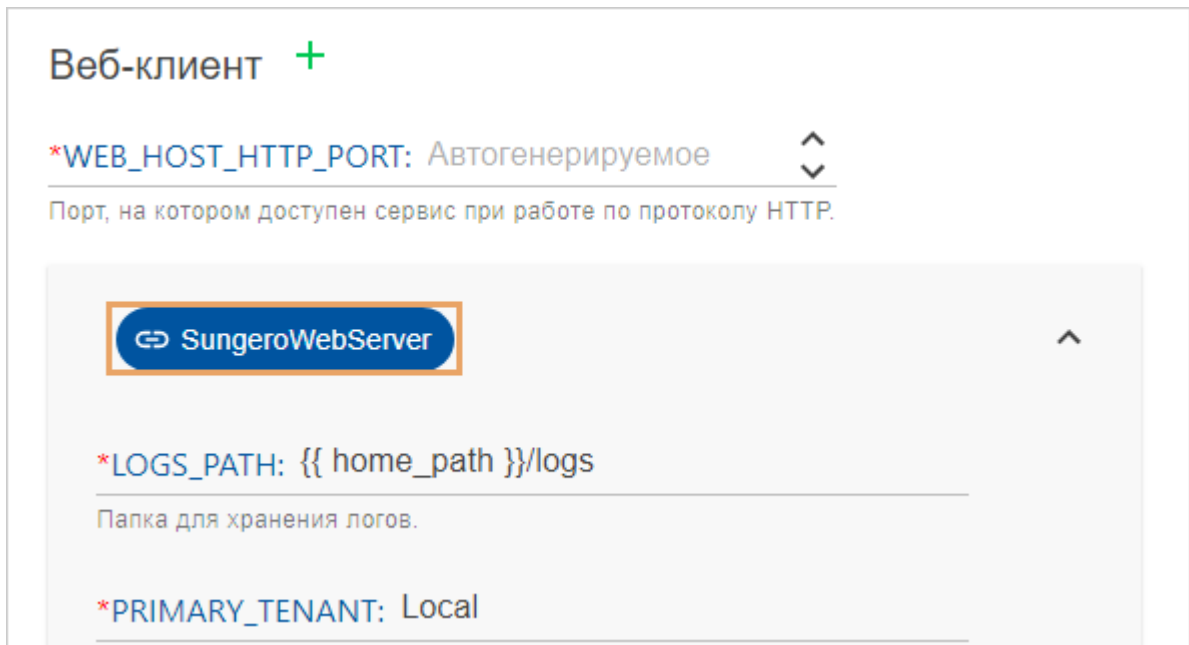 Веб-клиент +
*WEB_HOST_HTTP_PORT: Автогенерируемое
Порт, на котором доступен сервис при работе по протоколу HTTP.
SungeroWebServer
*LOGS_PATH: {{ home_path }}/logs
Папка для хранения логов.
*PRIMARY_TENANT: Local